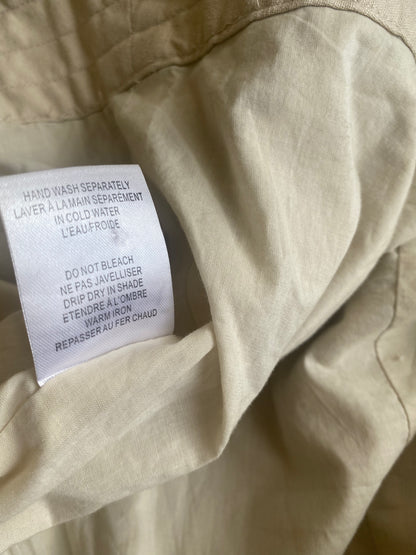 HAND WASH SEPARATELY
LAVER À LA MAIN SÉPAREMENT
IN COLD WATER
L'EAU-FROIDE
DO NOT BLEACH
NE PAS JAVELLISER
DRIP DRY IN SHADE
ETENDRE À L'OMBRE
WARM IRON
REPASSER AU FER CHAUD